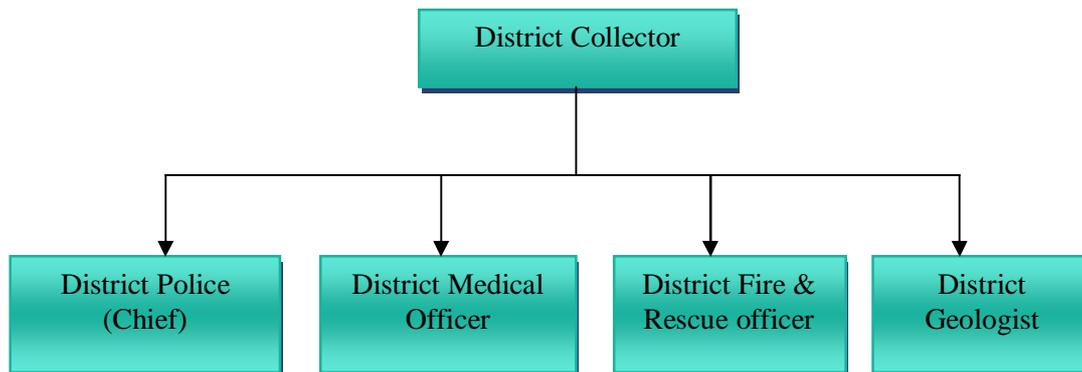 District Collector
District Police
(Chief)
District Medical
Officer
District Fire &
Rescue officer
District
Geologist